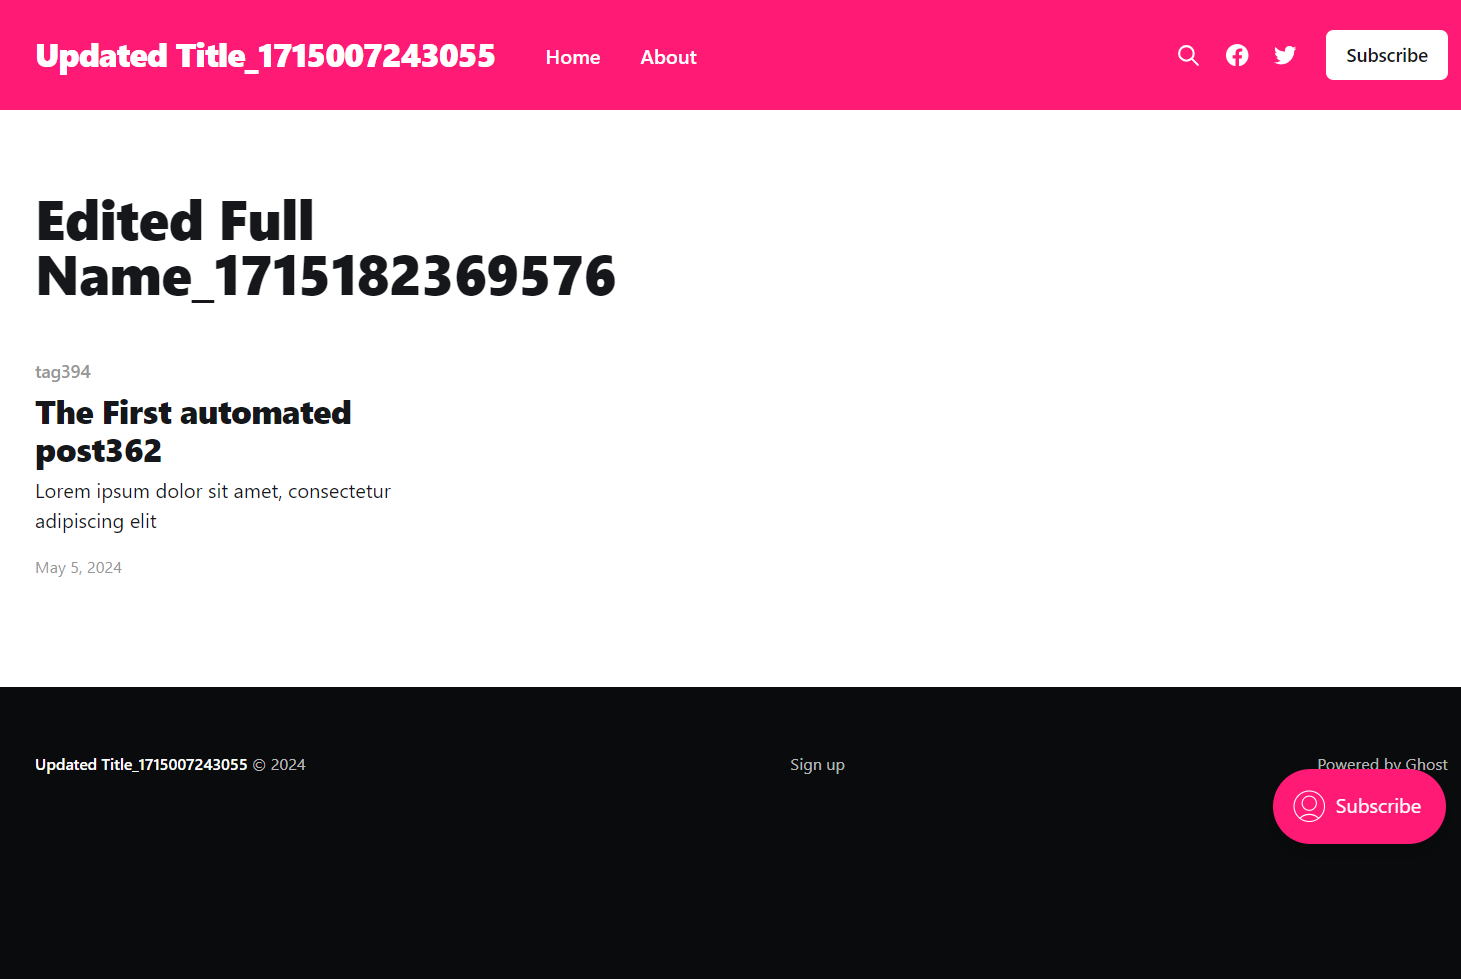 Updated Title_1715007243055 Home About Subscribe
Edited Full
Name_1715182369576
tag394
The First automated
post362
Lorem ipsum dolor sit amet, consectetur
adipiscing elit
May 5, 2024
Updated Title_1715007243055 © 2024 Sign up Powered by Ghost
Subscribe